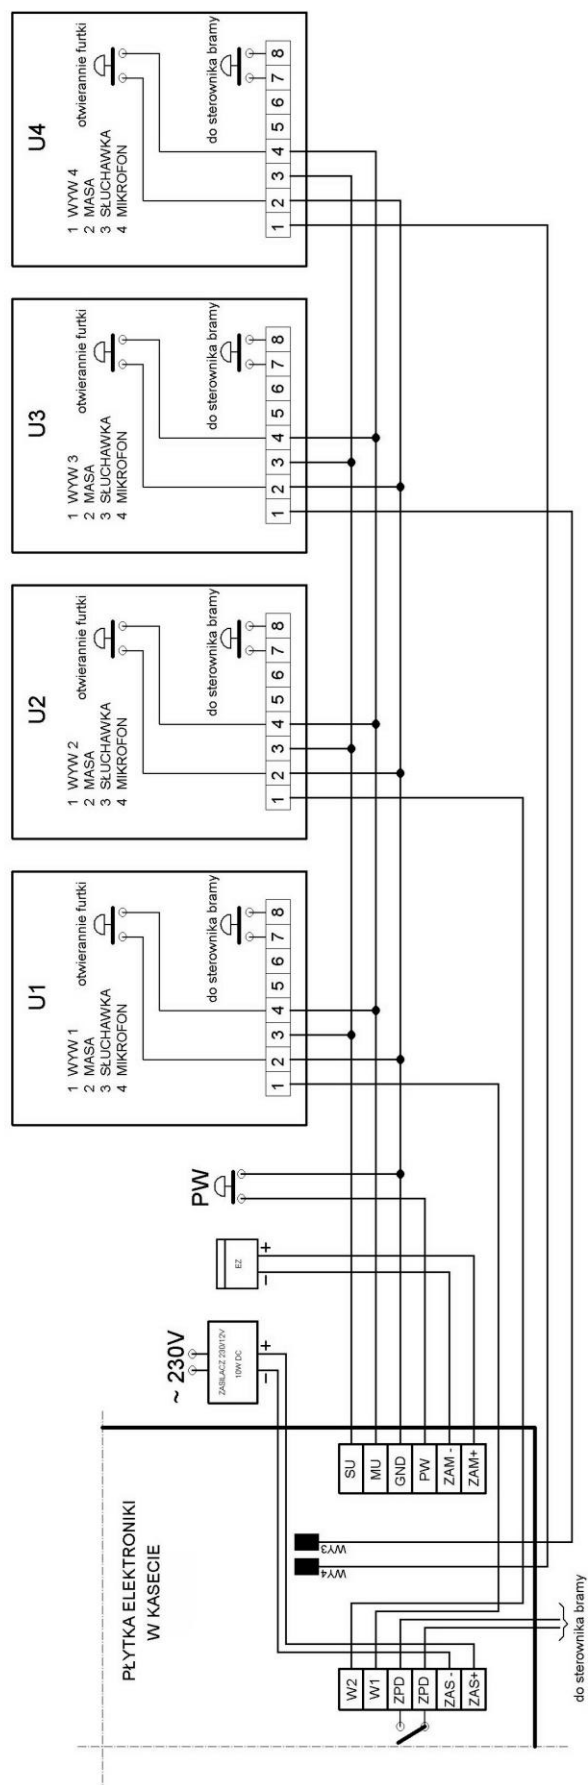 PŁYTKA ELEKTRONIKI
W KASECIE
W2
W1
ZPD
ZPD
ZAS -
ZAS+
do sterownika bramy
WY4
WY3
SU
MU
GND
PW
ZAM -
ZAM+
~ 230V
ZASILACZ 230/12V
10W DC
- +
EZ
- +
PW
U1
1 WYW 1
2 MASA
3 SŁUCHAWKA
4 MIKROFON
otwierannie furtki
do sterownika bramy
1 2 3 4 5 6 7 8
U2
1 WYW 2
2 MASA
3 SŁUCHAWKA
4 MIKROFON
otwierannie furtki
do sterownika bramy
1 2 3 4 5 6 7 8
U3
1 WYW 3
2 MASA
3 SŁUCHAWKA
4 MIKROFON
otwierannie furtki
do sterownika bramy
1 2 3 4 5 6 7 8
U4
1 WYW 4
2 MASA
3 SŁUCHAWKA
4 MIKROFON
otwierannie furtki
do sterownika bramy
1 2 3 4 5 6 7 8